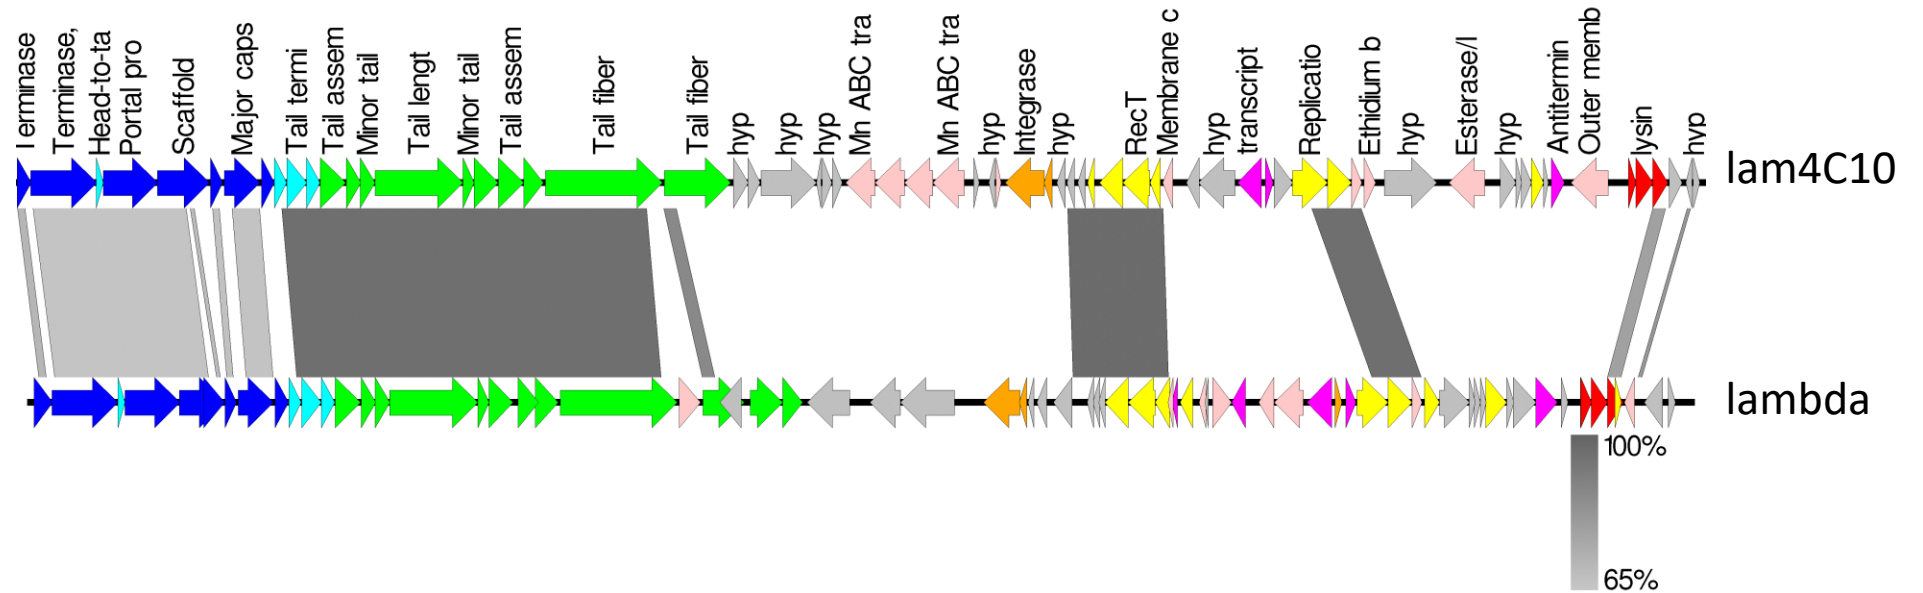 Terminase
Terminase,
Head-to-ta
Portal pro
Scaffold
Major caps
Tail termi
Tail assem
Minor tail
Tail lengt
Minor tail
Tail assem
Tail fiber
Tail fiber
hyp
hyp
hyp
Mn ABC tra
Mn ABC tra
hyp
Integrase
hyp
RecT
Membrane c
hyp
transcript
Replicatio
Ethidium b
hyp
Esterase/l
hyp
Antitermin
Outer memb
lysin
hyp
lam4C10
lambda
100%
65%